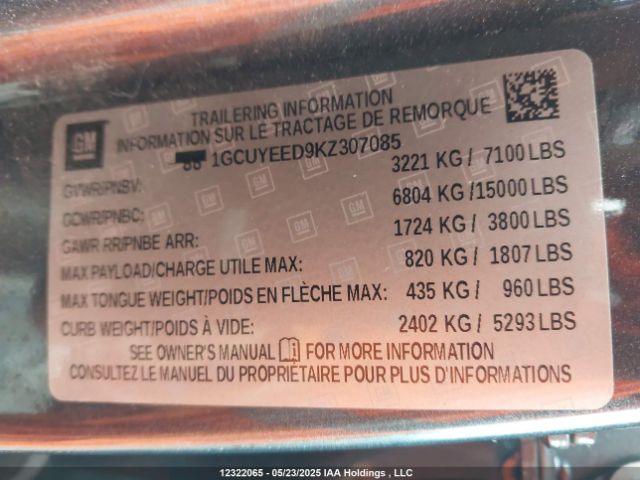 GM
TRAILERING INFORMATION
INFORMATION SUR LE TRACTAGE DE REMORQUE
1GCUYEED9KZ307085
GVWR/PNBV: 3221 KG / 7100 LBS
GCWR/PNBC: 6804 KG /15000 LBS
GAWR RR/PNBE ARR: 1724 KG / 3800 LBS
MAX PAYLOAD/CHARGE UTILE MAX: 820 KG / 1807 LBS
MAX TONGUE WEIGHT/POIDS EN FLÈCHE MAX: 435 KG / 960 LBS
CURB WEIGHT/POIDS À VIDE: 2402 KG / 5293 LBS
SEE OWNER'S MANUAL FOR MORE INFORMATION
CONSULTEZ LE MANUEL DU PROPRIÉTAIRE POUR PLUS D'INFORMATIONS
12322065 - 05/23/2025 IAA Holdings , LLC